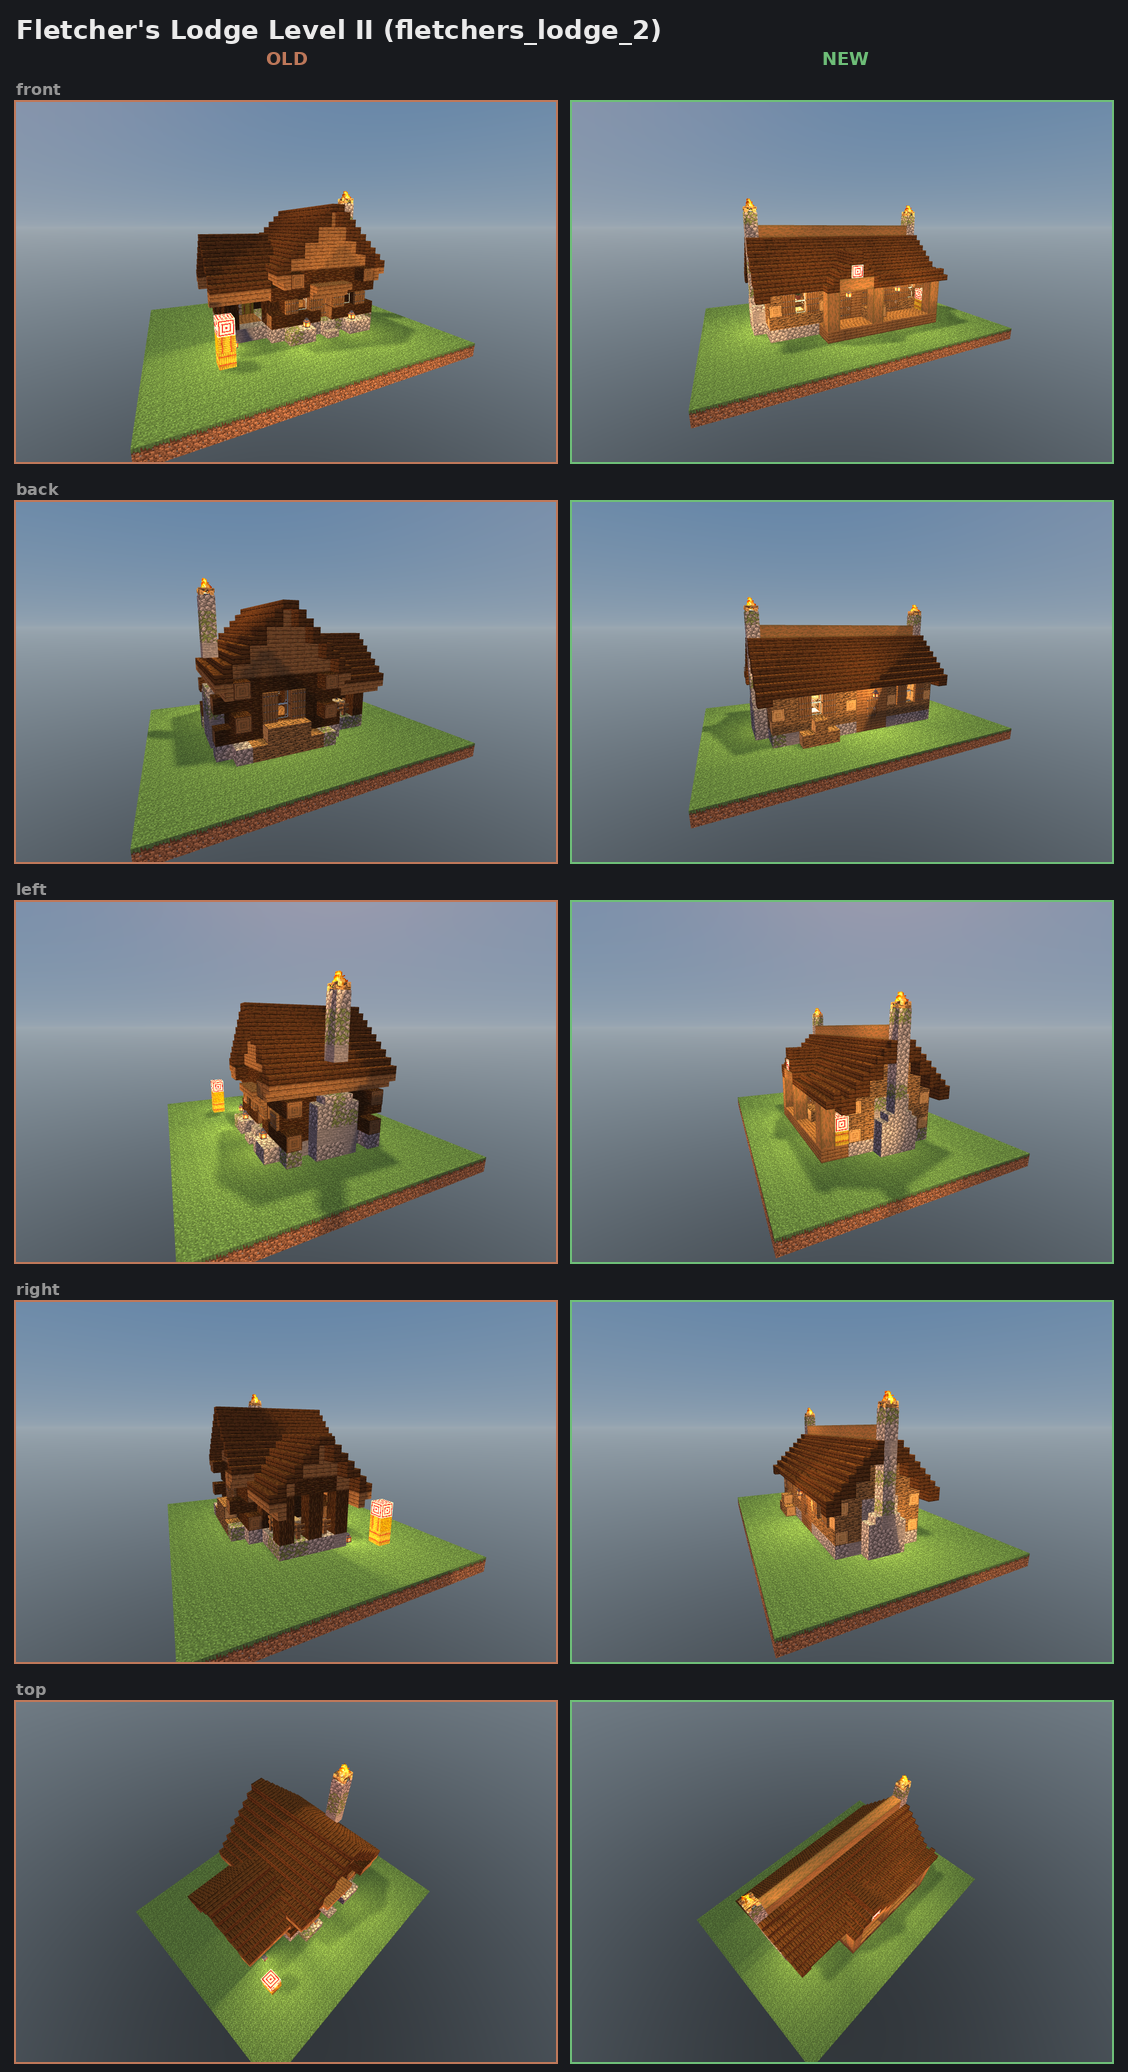 Fletcher's Lodge Level II (fletchers_lodge_2)
OLD NEW
front
back
left
right
top